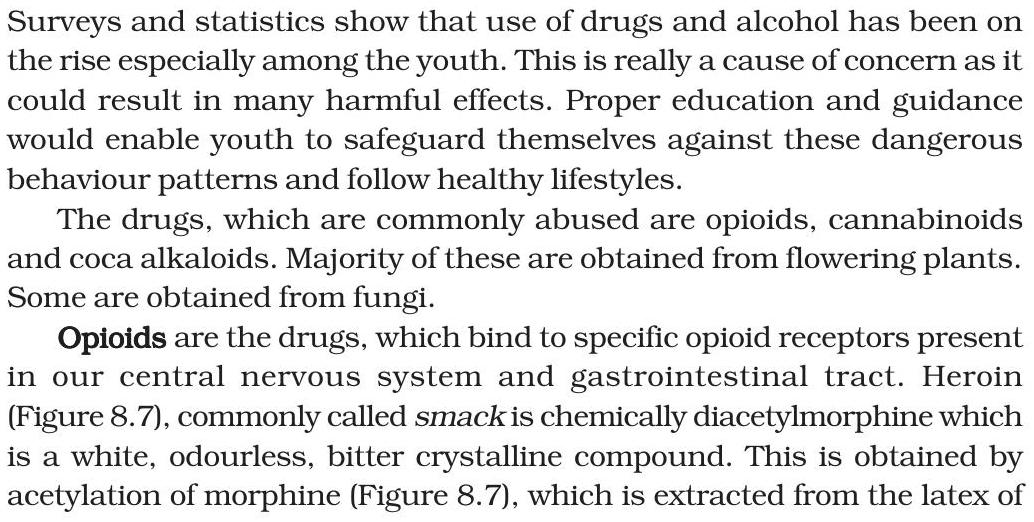 Surveys and statistics show that use of drugs and alcohol has been on
the rise especially among the youth. This is really a cause of concern as it
could result in many harmful effects. Proper education and guidance
would enable youth to safeguard themselves against these dangerous
behaviour patterns and follow healthy lifestyles.
The drugs, which are commonly abused are opioids, cannabinoids
and coca alkaloids. Majority of these are obtained from flowering plants.
Some are obtained from fungi.
Opioids are the drugs, which bind to specific opioid receptors present
in our central nervous system and gastrointestinal tract. Heroin
(Figure 8.7), commonly called smack is chemically diacetylmorphine which
is a white, odourless, bitter crystalline compound. This is obtained by
acetylation of morphine (Figure 8.7), which is extracted from the latex of